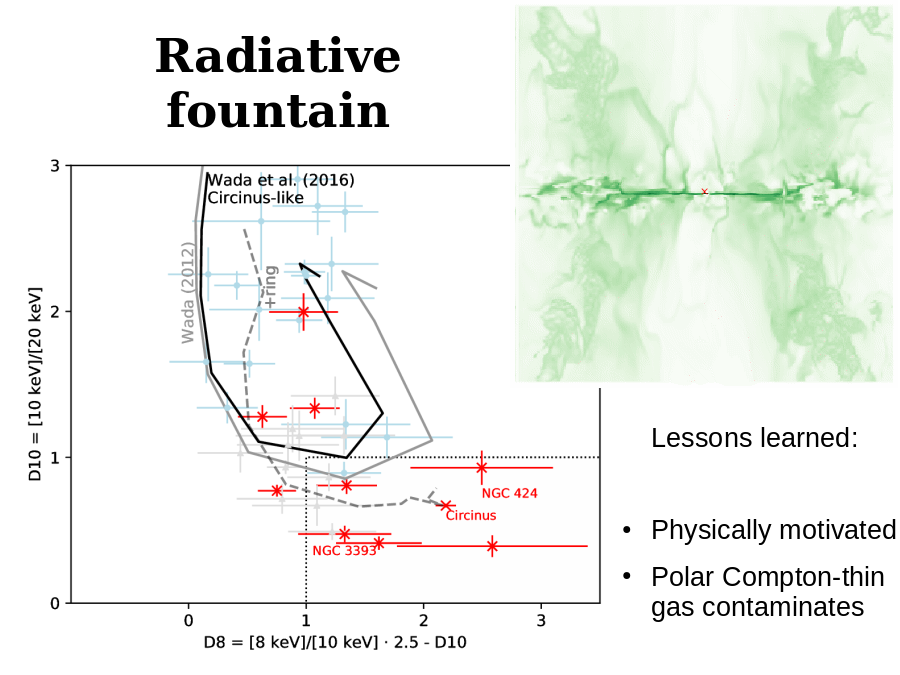 Radiative
fountain
3
Wada et al. (2016)
Circinus-like
Wada (2012)
+ring
2
D10 = [10 keV]/[20 keV]
1
NGC 424
Circinus
NGC 3393
0
0 1 2 3
D8 = [8 keV]/[10 keV] · 2.5 - D10
Lessons learned:
• Physically motivated
• Polar Compton-thin
gas contaminates